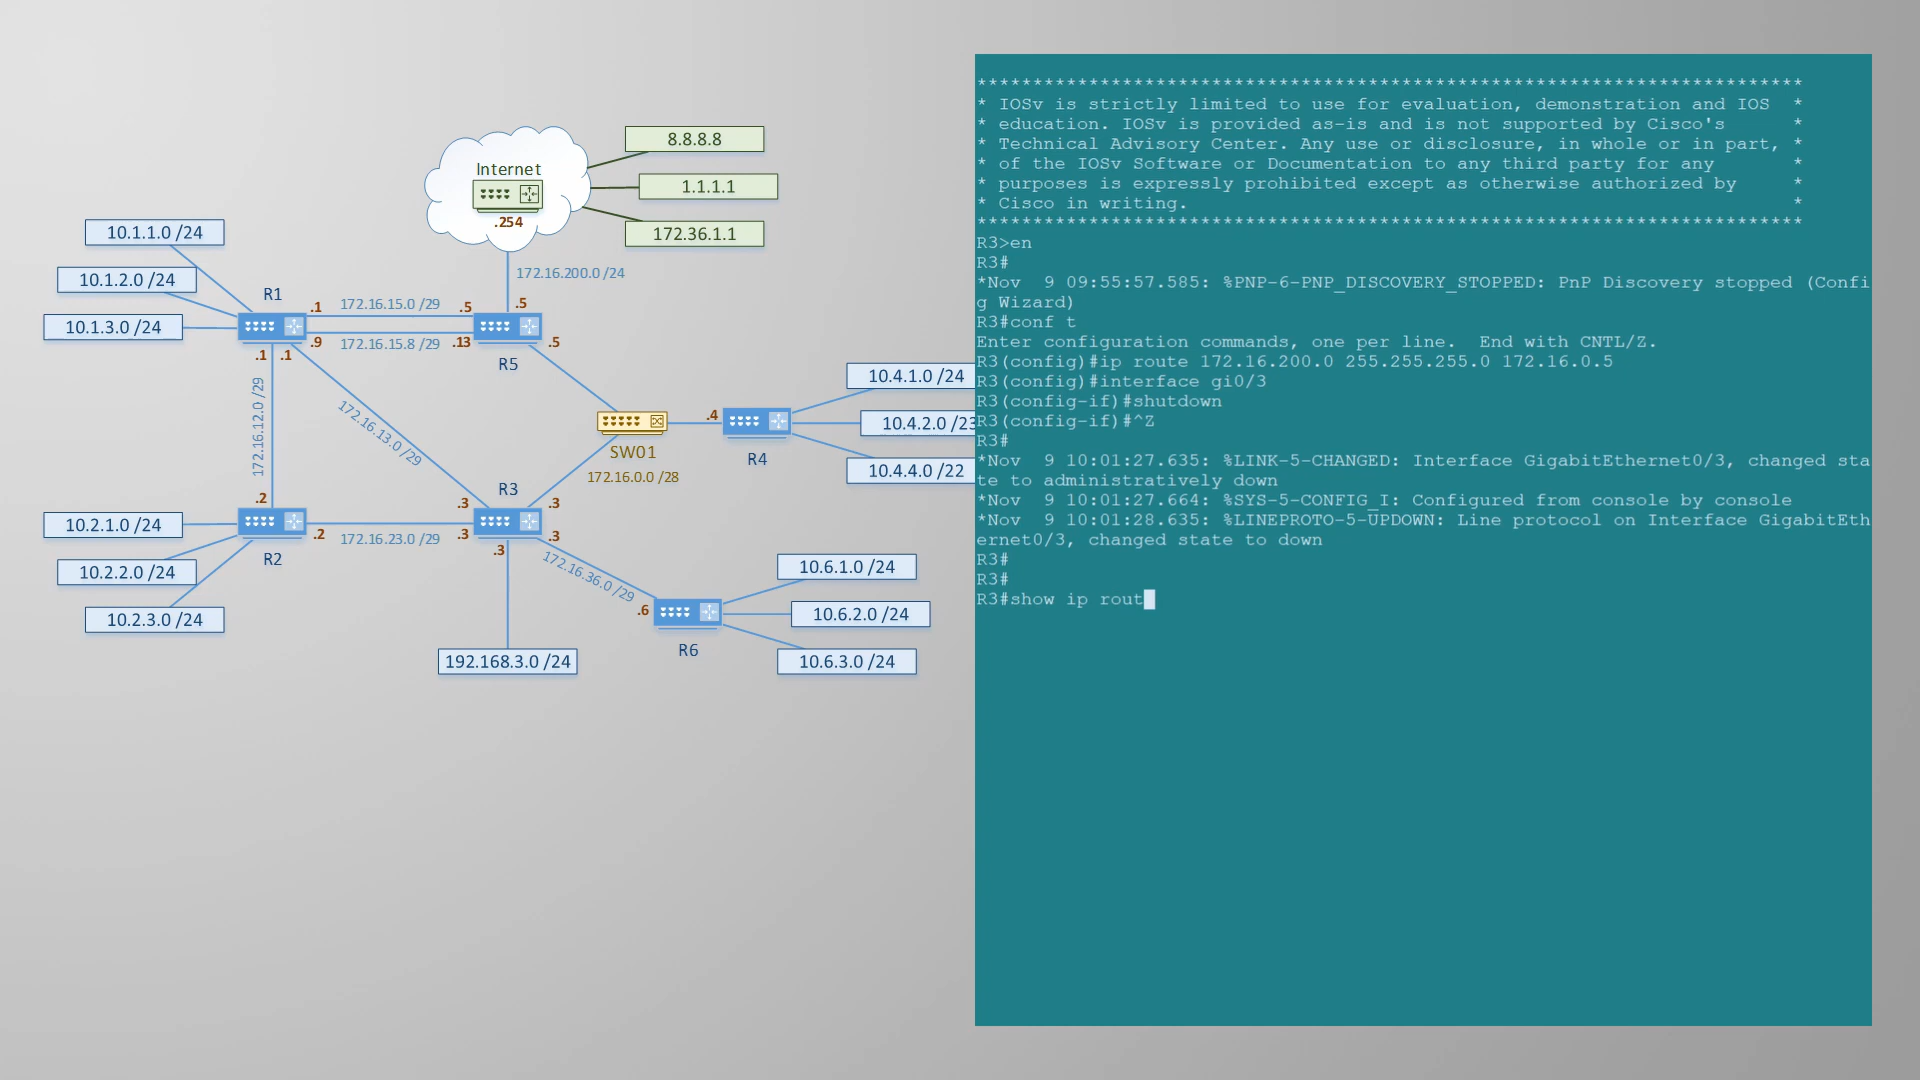 Internet
.254
8.8.8.8
1.1.1.1
172.36.1.1
172.16.200.0 /24
10.1.1.0 /24
10.1.2.0 /24
10.1.3.0 /24
R1
.1
172.16.15.0 /29
.5
.5
.9
172.16.15.8 /29
.13
.5
R5
.1
.1
172.16.12.0 /29
172.16.13.0 /29
10.4.1.0 /24
.4
10.4.2.0 /23
10.4.4.0 /22
SW01
R4
172.16.0.0 /28
R3
.2
.3
.3
10.2.1.0 /24
10.2.2.0 /24
10.2.3.0 /24
R2
.2
172.16.23.0 /29
.3
.3
.3
172.16.36.0 /29
.6
10.6.1.0 /24
10.6.2.0 /24
10.6.3.0 /24
R6
192.168.3.0 /24
**************************************************************************
* IOSv is strictly limited to use for evaluation, demonstration and IOS  *
* education. IOSv is provided as-is and is not supported by Cisco's      *
* Technical Advisory Center. Any use or disclosure, in whole or in part, *
* of the IOSv Software or Documentation to any third party for any       *
* purposes is expressly prohibited except as otherwise authorized by     *
* Cisco in writing.                                                      *
**************************************************************************
R3>en
R3#
*Nov  9 09:55:57.585: %PNP-6-PNP_DISCOVERY_STOPPED: PnP Discovery stopped (Confi
g Wizard)
R3#conf t
Enter configuration commands, one per line.  End with CNTL/Z.
R3(config)#ip route 172.16.200.0 255.255.255.0 172.16.0.5
R3(config)#interface gi0/3
R3(config-if)#shutdown
R3(config-if)#^Z
R3#
*Nov  9 10:01:27.635: %LINK-5-CHANGED: Interface GigabitEthernet0/3, changed sta
te to administratively down
*Nov  9 10:01:27.664: %SYS-5-CONFIG_I: Configured from console by console
*Nov  9 10:01:28.635: %LINEPROTO-5-UPDOWN: Line protocol on Interface GigabitEth
ernet0/3, changed state to down
R3#
R3#
R3#show ip rout